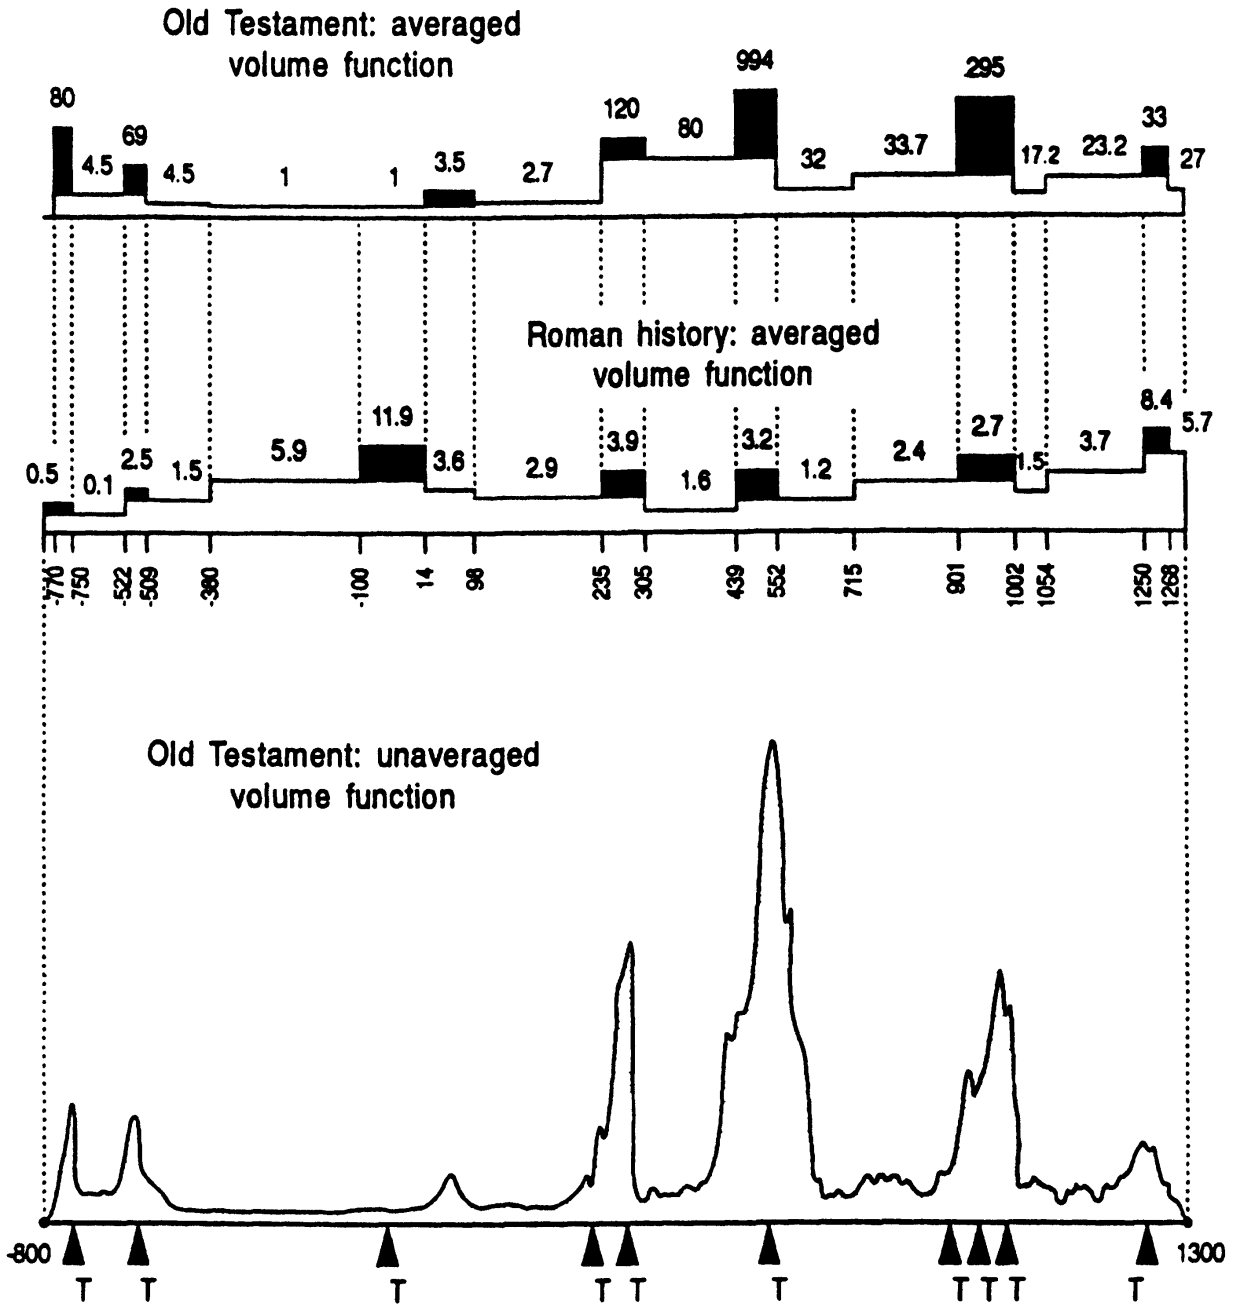 Old Testament: averaged
volume function
80 4.5 69 4.5 1 1 3.5 2.7 120 80 994 32 33.7 295 17.2 23.2 33 27
Roman history: averaged
volume function
0.5 0.1 2.5 1.5 5.9 11.9 3.6 2.9 3.9 1.6 3.2 1.2 2.4 2.7 1.5 3.7 8.4 5.7
-770 -750 -522 -509 -380 -100 14 98 235 305 439 552 715 901 1002 1054 1250 1268
Old Testament: unaveraged
volume function
-800 1300
T T T T T T T T T T